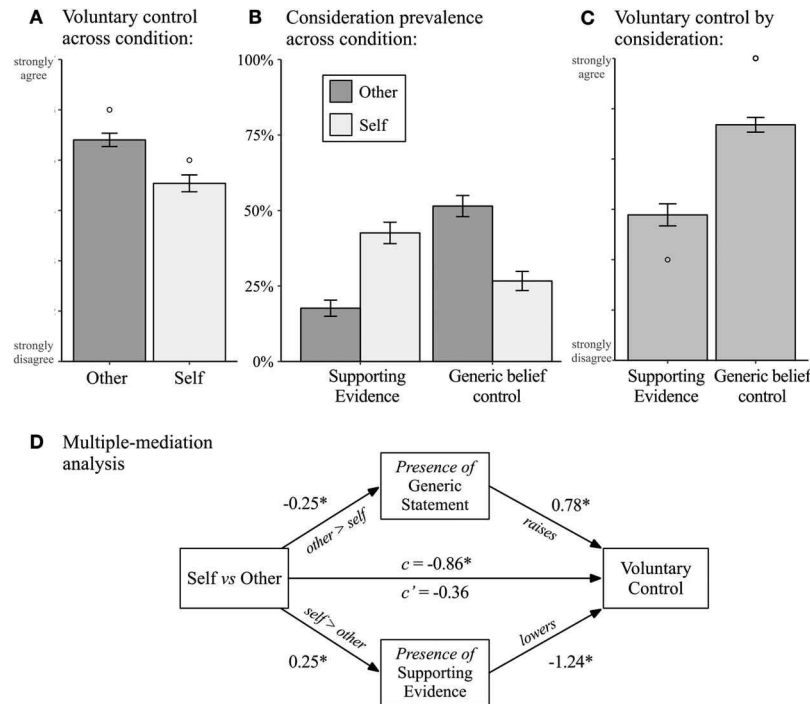 A Voluntary control
across condition:
strongly
agree
strongly
disagree
Other
Self
B Consideration prevalence
across condition:
100%
75%
50%
25%
0%
Other
Self
Supporting
Evidence
Generic belief
control
C Voluntary control by
consideration:
strongly
agree
strongly
disagree
Supporting
Evidence
Generic belief
control
D Multiple-mediation
analysis
Presence of
Generic
Statement
-0.25*
other > self
0.78*
raises
Self vs Other
c = -0.86*
c’ = -0.36
Voluntary
Control
self > other
0.25*
lowers
-1.24*
Presence of
Supporting
Evidence